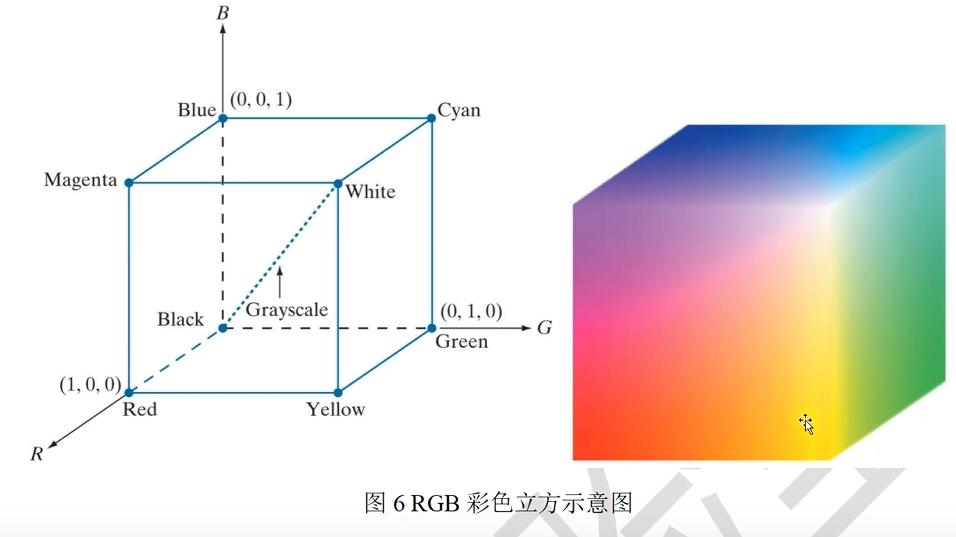 B
Blue (0, 0, 1)
Cyan
Magenta
White
Grayscale
Black
(0, 1, 0)
G
Green
(1, 0, 0)
Red
Yellow
R
图 6 RGB 彩色立方示意图